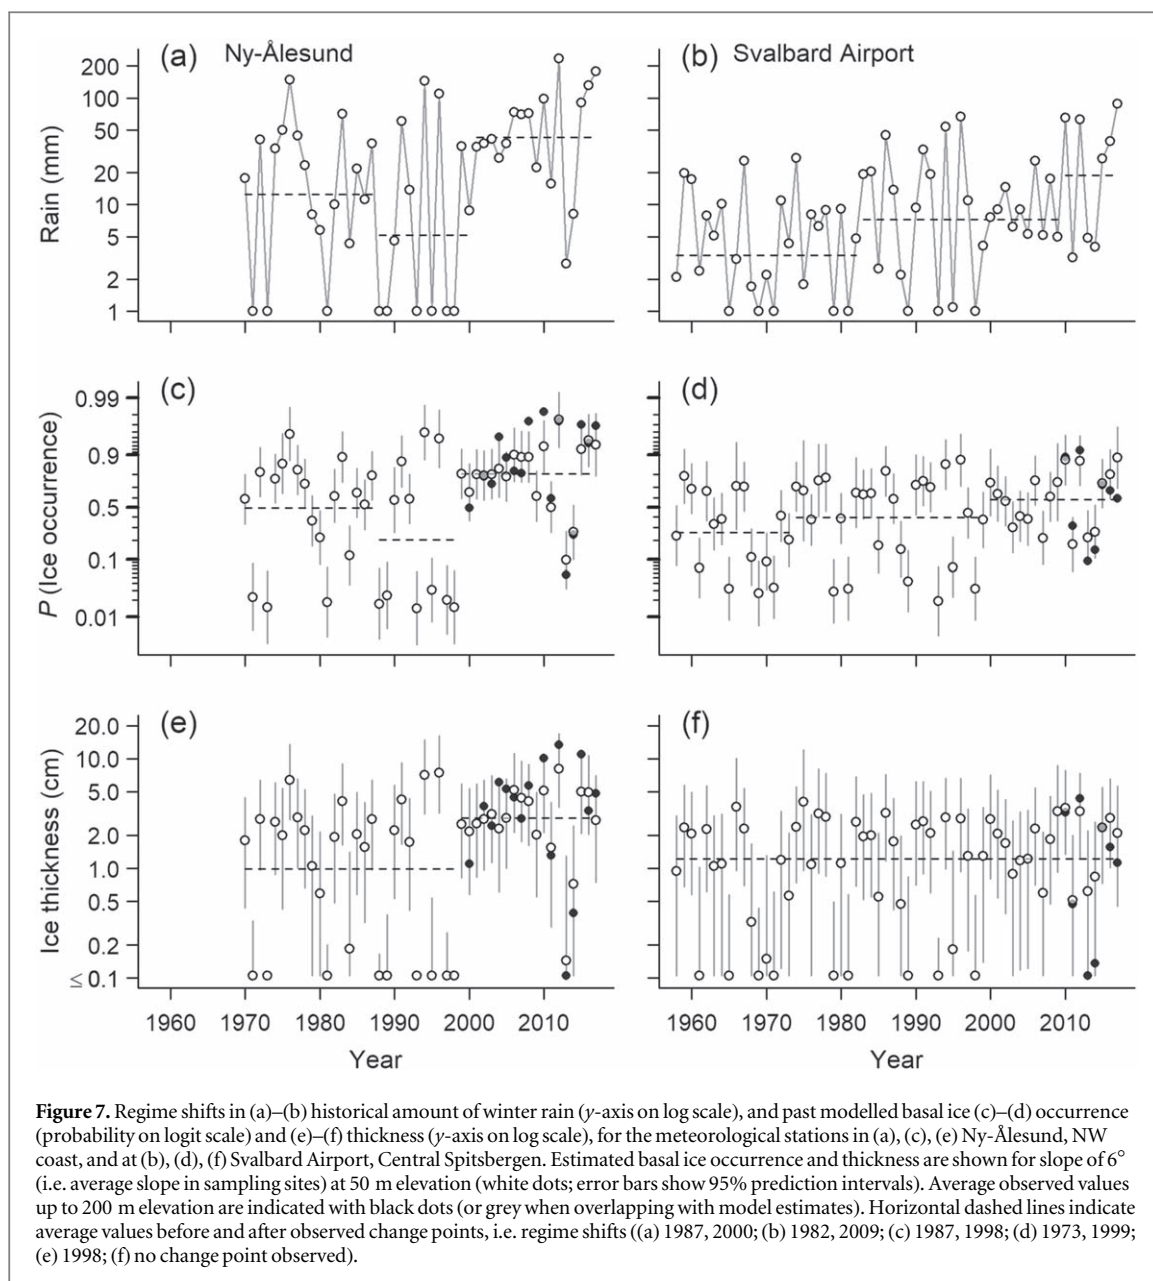 (a) Ny-Ålesund
(b) Svalbard Airport
Rain (mm)
200
100
50
20
10
5
2
1
1960 1970 1980 1990 2000 2010
(c)
(d)
P (Ice occurrence)
0.99
0.9
0.5
0.1
0.01
(e)
(f)
Ice thickness (cm)
20.0
10.0
5.0
2.0
1.0
0.5
0.2
≤ 0.1
1960 1970 1980 1990 2000 2010
Year
Year
Figure 7. Regime shifts in (a)–(b) historical amount of winter rain (y-axis on log scale), and past modelled basal ice (c)–(d) occurrence
(probability on logit scale) and (e)–(f) thickness (y-axis on log scale), for the meteorological stations in (a), (c), (e) Ny-Ålesund, NW
coast, and at (b), (d), (f) Svalbard Airport, Central Spitsbergen. Estimated basal ice occurrence and thickness are shown for slope of 6°
(i.e. average slope in sampling sites) at 50 m elevation (white dots; error bars show 95% prediction intervals). Average observed values
up to 200 m elevation are indicated with black dots (or grey when overlapping with model estimates). Horizontal dashed lines indicate
average values before and after observed change points, i.e. regime shifts ((a) 1987, 2000; (b) 1982, 2009; (c) 1987, 1998; (d) 1973, 1999;
(e) 1998; (f) no change point observed).